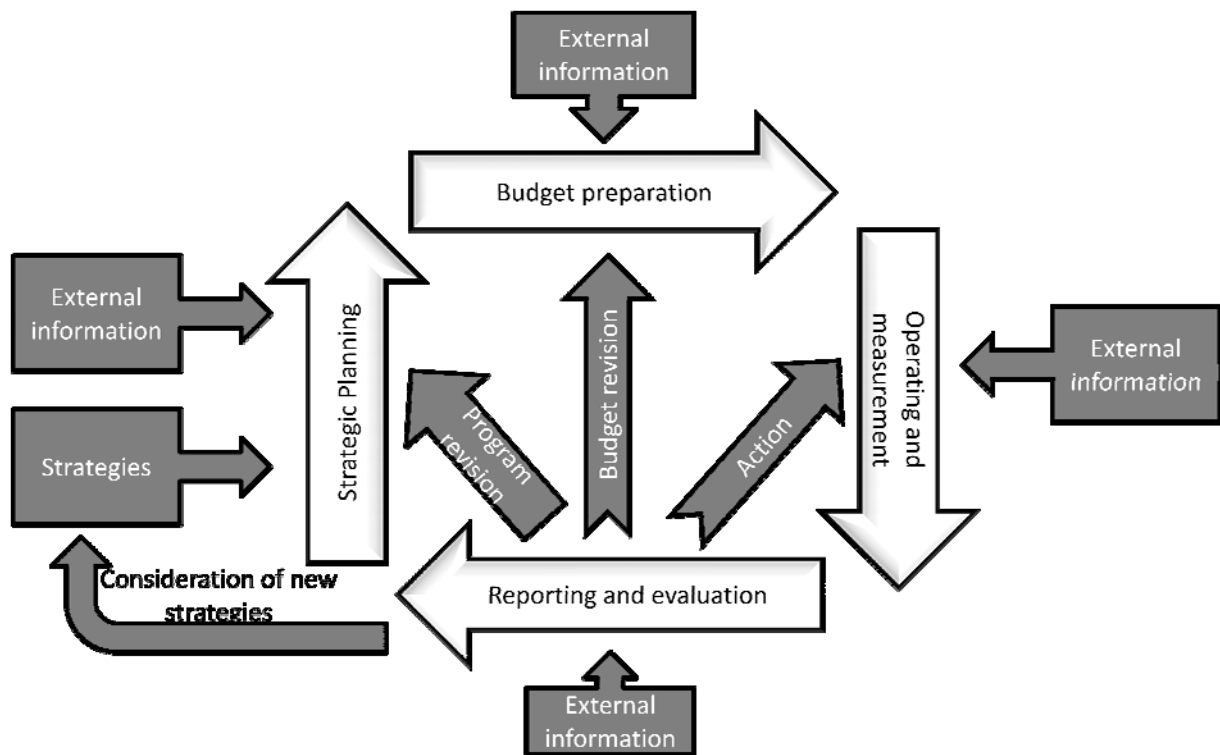 External
information
Budget preparation
External
information
Strategic Planning
Budget revision
Operating and
measurement
External
information
Program
revision
Action
Strategies
Consideration of new
strategies
Reporting and evaluation
External
information